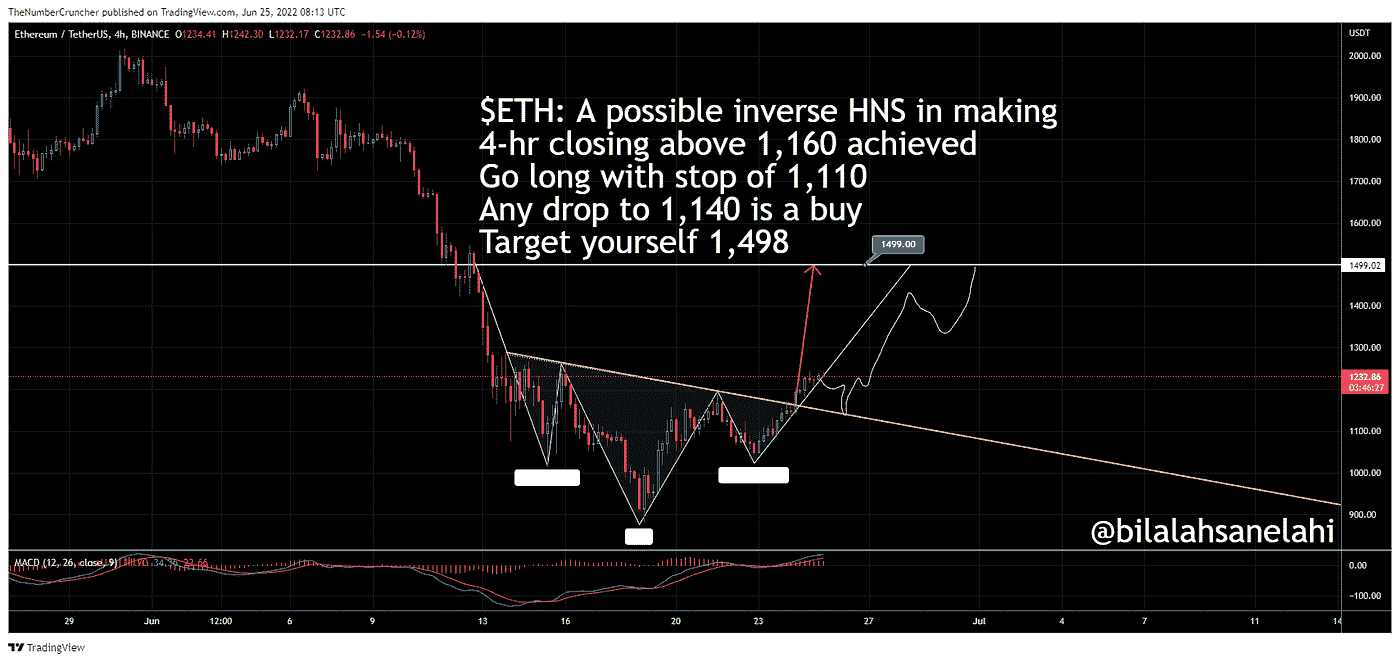 TheNumberCruncher published on TradingView.com, Jun 25, 2022 08:13 UTC
Ethereum / TetherUS, 4h, BINANCE O1234.41 H1242.30 L1232.17 C1232.86 −1.54 (−0.12%)
USDT
2000.00
1900.00
$ETH: A possible inverse HNS in making
4-hr closing above 1,160 achieved
1800.00
Go long with stop of 1,110
1700.00
Any drop to 1,140 is a buy
1600.00
Target yourself 1,498
1499.00
1499.02
1400.00
1300.00
1232.86
03:46:27
1100.00
1000.00
900.00
@bilalahsanelahi
MACD (12, 26, close, 9)
0.00
−100.00
29 Jun 12:00 6 9 13 16 20 23 27 Jul 4 7 11 14
TradingView